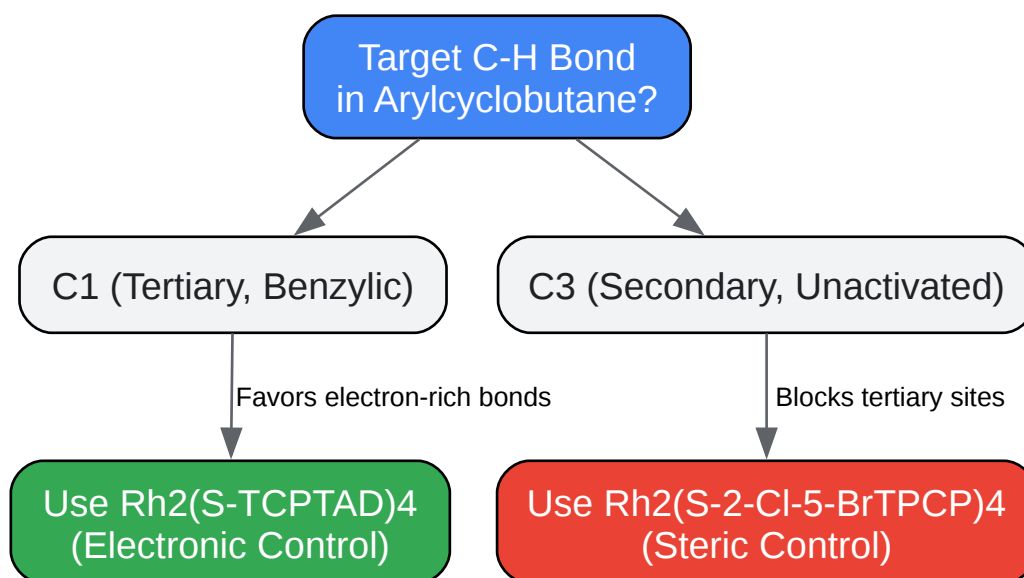 Target C-H Bond
in Arylcyclobutane?
C1 (Tertiary, Benzylic)
C3 (Secondary, Unactivated)
Favors electron-rich bonds
Blocks tertiary sites
Use Rh2(S-TCPTAD)4
(Electronic Control)
Use Rh2(S-2-Cl-5-BrTPCP)4
(Steric Control)